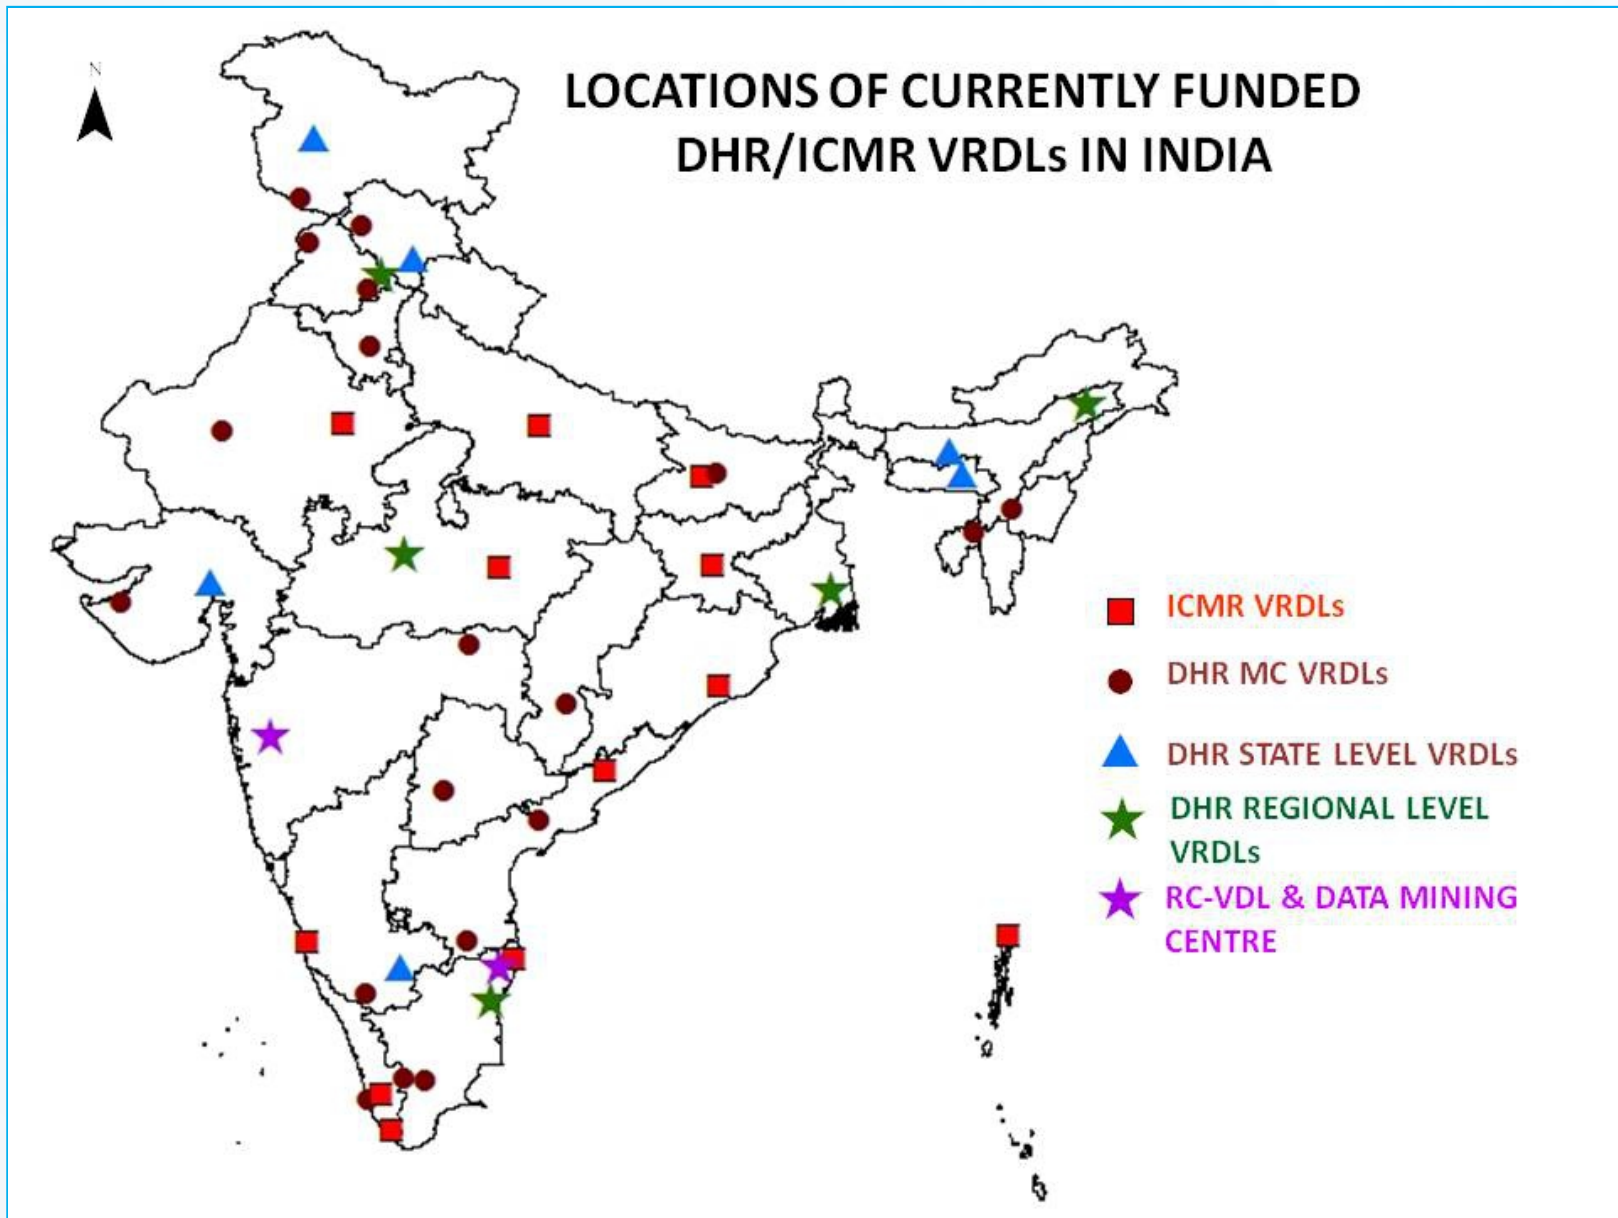 N
LOCATIONS OF CURRENTLY FUNDED
DHR/ICMR VRDLs IN INDIA
ICMR VRDLs
DHR MC VRDLs
DHR STATE LEVEL VRDLs
DHR REGIONAL LEVEL
VRDLs
RC-VDL & DATA MINING
CENTRE